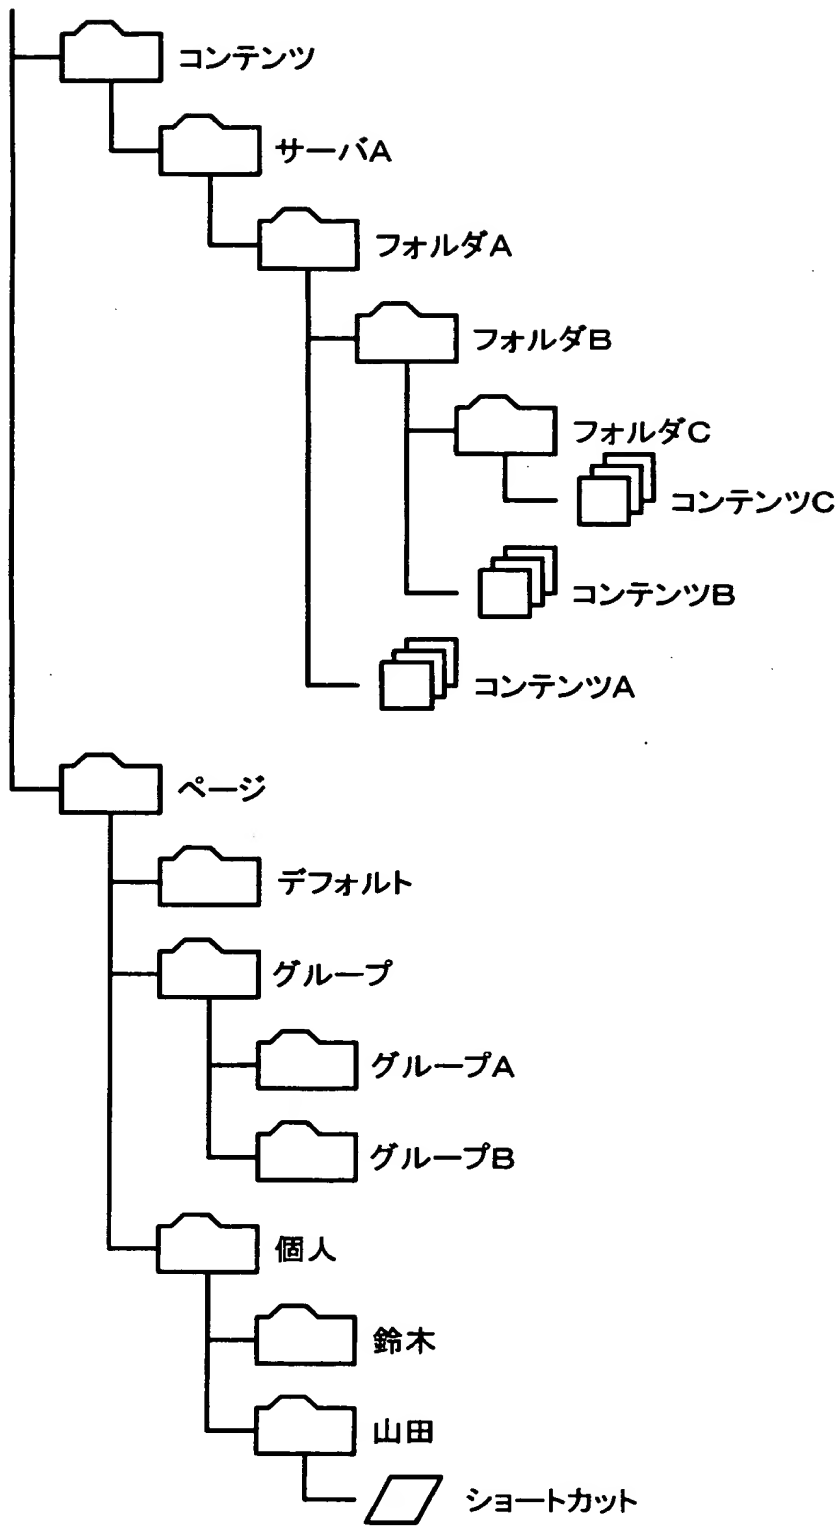 コンテンツ
サーバA
フォルダA
フォルダB
フォルダC
コンテンツC
コンテンツB
コンテンツA
ページ
デフォルト
グループ
グループA
グループB
個人
鈴木
山田
ショートカット